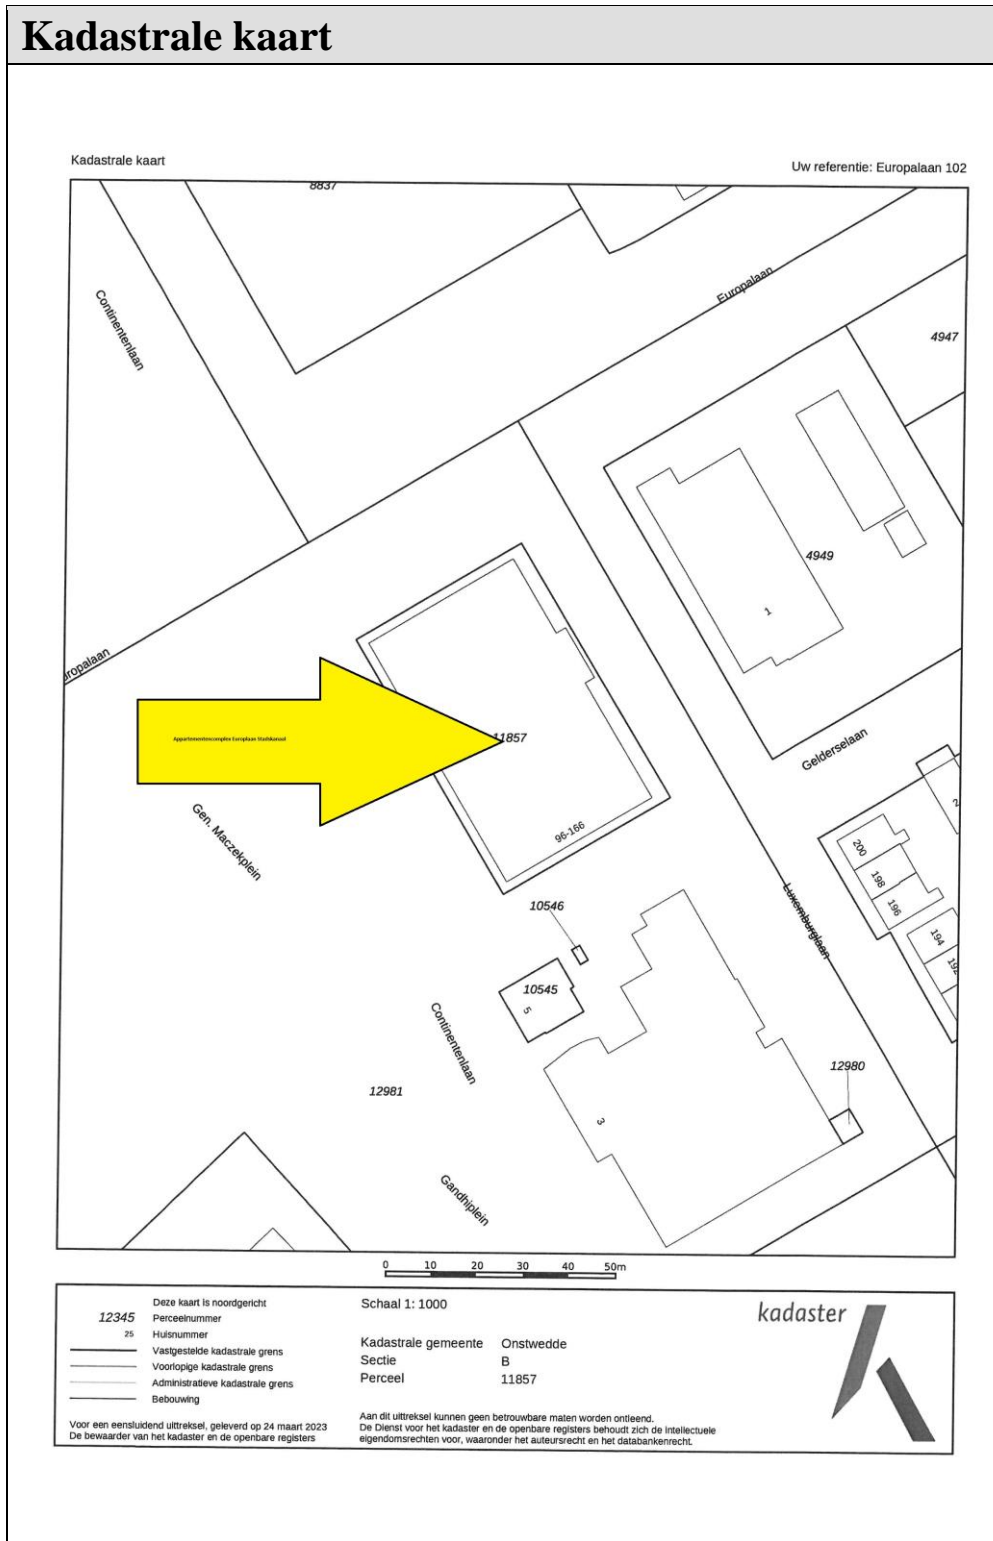 Kadastrale kaart
Kadastrale kaart
Uw referentie: Europalaan 102
8837
Continentenlaan
Europalaan
4947
4949
1
uropalaan
11857
Gelderselaan
Gen. Maczekplein
96-166
200
198
196
194
192
2
10546
Luxemburglaan
10545
5
Continentenlaan
12980
12981
3
Gandhiplein
0 10 20 30 40 50m
Deze kaart is noordgericht
12345 Perceelnummer
25 Huisnummer
Vastgestelde kadastrale grens
Voorlopige kadastrale grens
Administratieve kadastrale grens
Bebouwing
Voor een eensluidend uittreksel, geleverd op 24 maart 2023
De bewaarder van het kadaster en de openbare registers
Schaal 1: 1000
Kadastrale gemeente Onstwedde
Sectie B
Perceel 11857
Aan dit uittreksel kunnen geen betrouwbare maten worden ontleend.
De Dienst voor het kadaster en de openbare registers behoudt zich de intellectuele
eigendomsrechten voor, waaronder het auteursrecht en het databankenrecht.
kadaster